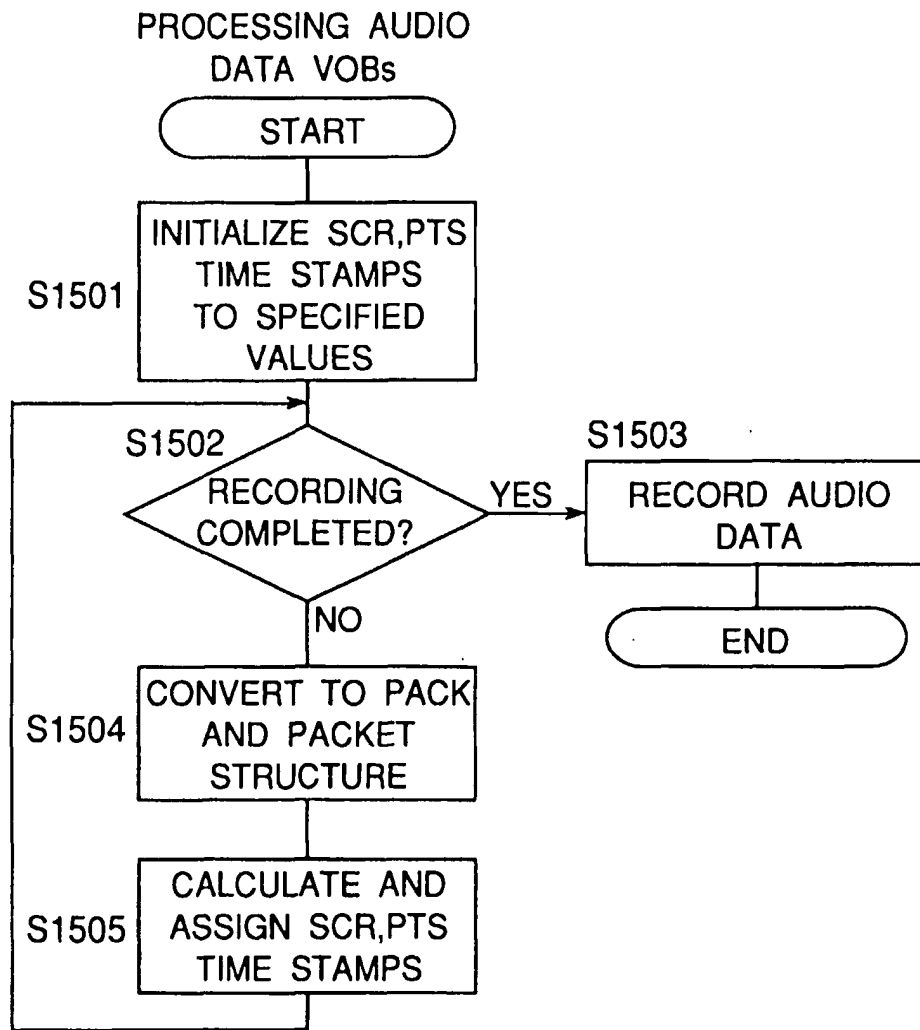 PROCESSING AUDIO
DATA VOBs
START
INITIALIZE SCR,PTS
TIME STAMPS
TO SPECIFIED
VALUES
S1501
S1502
RECORDING
COMPLETED?
YES
S1503
RECORD AUDIO
DATA
END
NO
S1504
CONVERT TO PACK
AND PACKET
STRUCTURE
S1505
CALCULATE AND
ASSIGN SCR,PTS
TIME STAMPS